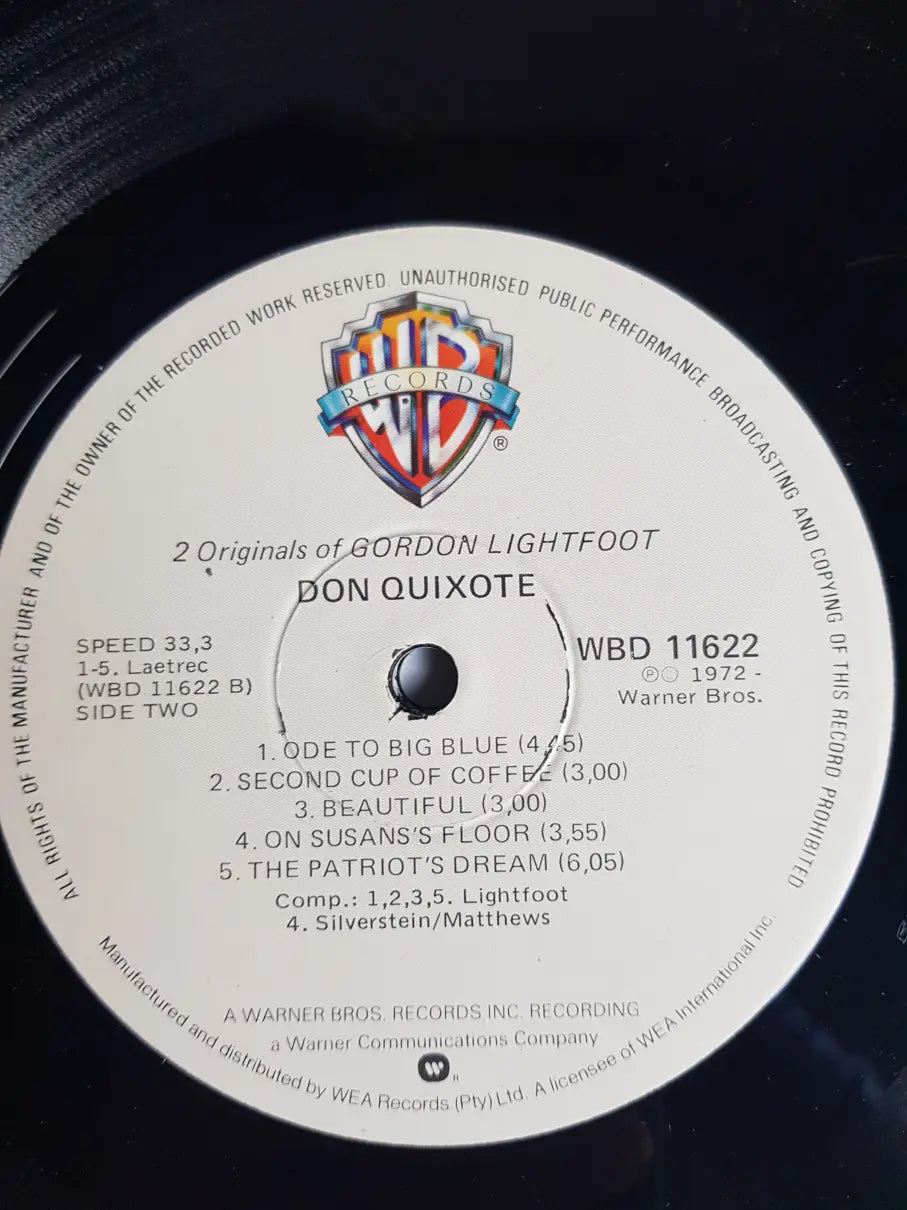 ALL RIGHTS OF THE MANUFACTURER AND OF THE OWNER OF THE RECORDED WORK RESERVED. UNAUTHORISED PUBLIC PERFORMANCE BROADCASTING AND COPYING OF THIS RECORD PROHIBITED
WB
RECORDS
®
2 Originals of GORDON LIGHTFOOT
DON QUIXOTE
SPEED 33,3
1-5. Laetrec
(WBD 11622 B)
SIDE TWO
WBD 11622
℗© 1972 -
Warner Bros.
1. ODE TO BIG BLUE (4,45)
2. SECOND CUP OF COFFEE (3,00)
3. BEAUTIFUL (3,00)
4. ON SUSANS'S FLOOR (3,55)
5. THE PATRIOT'S DREAM (6,05)
Comp.: 1,2,3,5. Lightfoot
4. Silverstein/Matthews
A WARNER BROS. RECORDS INC. RECORDING
a Warner Communications Company
Manufactured and distributed by WEA Records (Pty) Ltd. A licensee of WEA International Inc.